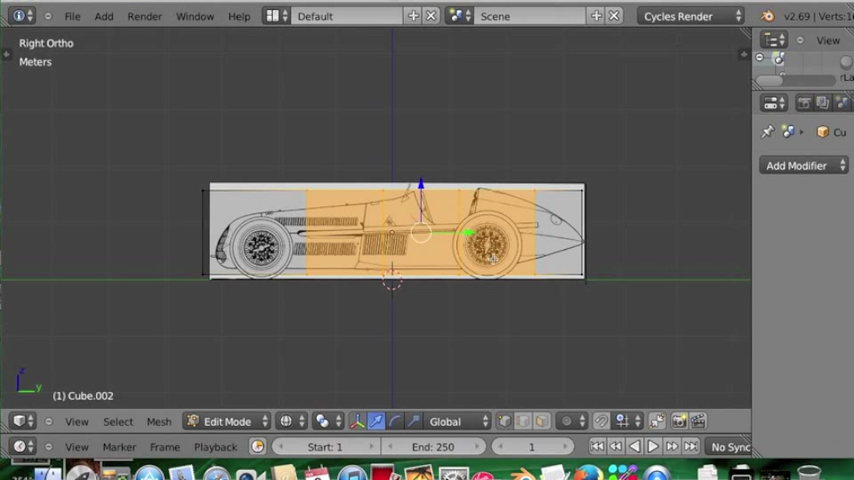 File Add Render Window Help Default Scene Cycles Render v2.69 | Verts:1
Right Ortho
Meters
View
Cu
Add Modifier
z
y
(1) Cube.002
View Select Mesh Edit Mode Global
View Marker Frame Playback Start: 1 End: 250 1 No Sync